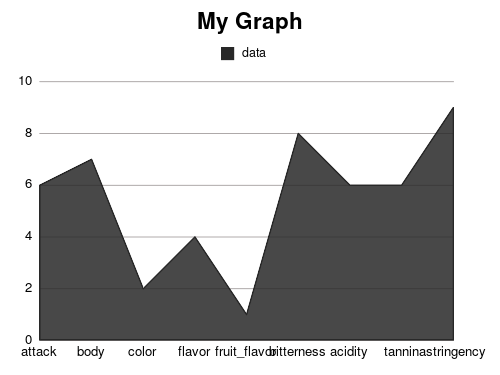 My Graph
data
10
8
6
4
2
0
attack body color flavor fruit_flavor bitterness acidity tannin astringency